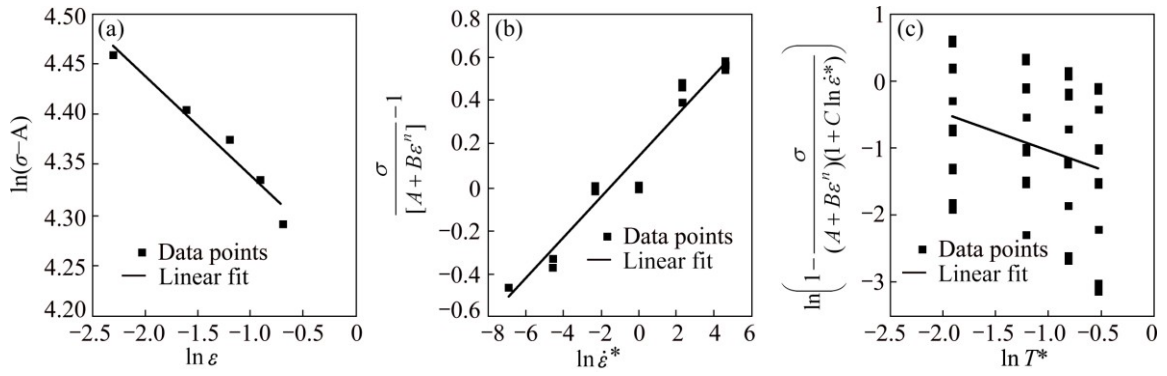 (a)
4.50
4.45
4.40
4.35
4.30
4.25
4.20
ln(σ−A)
Data points
Linear fit
−2.5 −2.0 −1.5 −1.0 −0.5 0
ln ε
(b)
0.8
0.6
0.4
0.2
0
−0.2
−0.4
−0.6
σ/[A+Bεⁿ] −1
Data points
Linear fit
−8 −6 −4 −2 0 2 4 6
ln ε̇*
(c)
1
0
−1
−2
−3
ln(1− σ/(A+Bεⁿ)(1+C ln ε̇*))
Data points
Linear fit
−2.5 −2.0 −1.5 −1.0 −0.5 0
ln T*